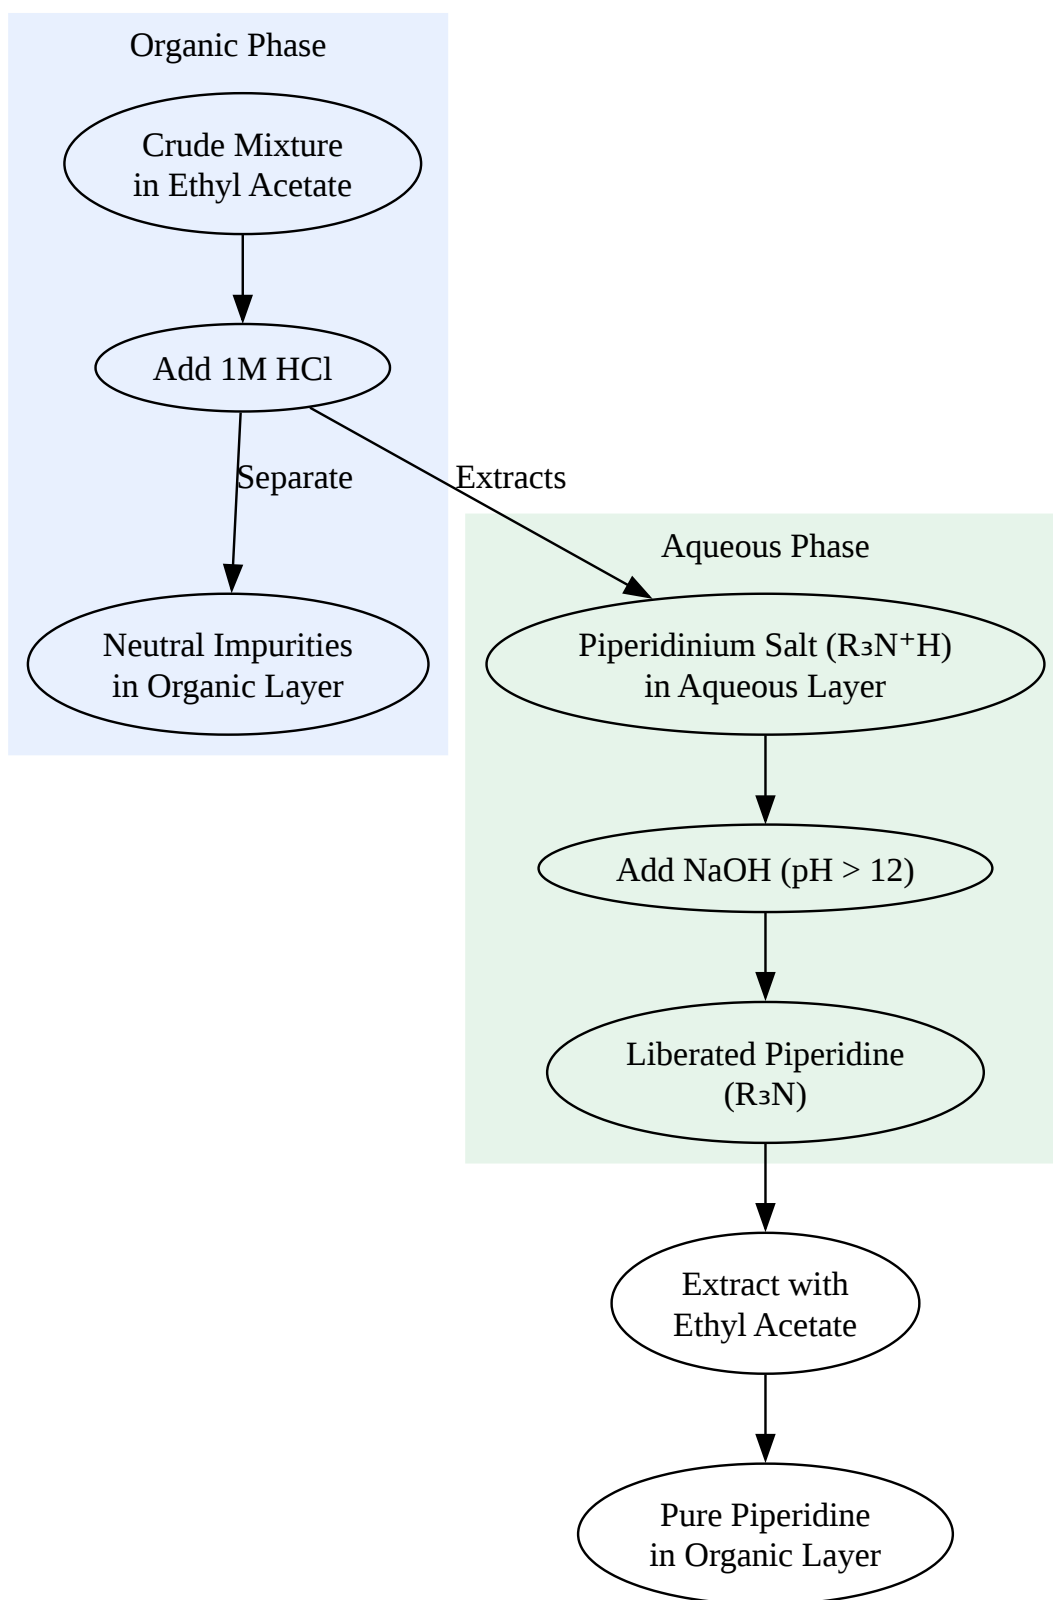 Organic Phase
Crude Mixture
in Ethyl Acetate
Add 1M HCl
Separate
Extracts
Neutral Impurities
in Organic Layer
Aqueous Phase
Piperidinium Salt (R₃N⁺H)
in Aqueous Layer
Add NaOH (pH > 12)
Liberated Piperidine
(R₃N)
Extract with
Ethyl Acetate
Pure Piperidine
in Organic Layer